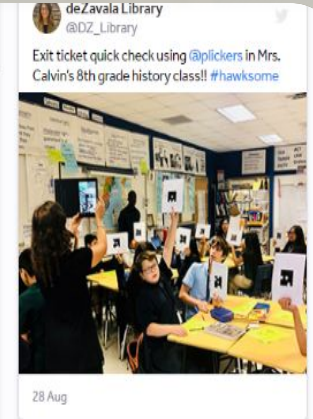 deZavala Library
@DZ_Library
Exit ticket quick check using @plickers in Mrs.
Calvin's 8th grade history class!! #hawksome
28 Aug